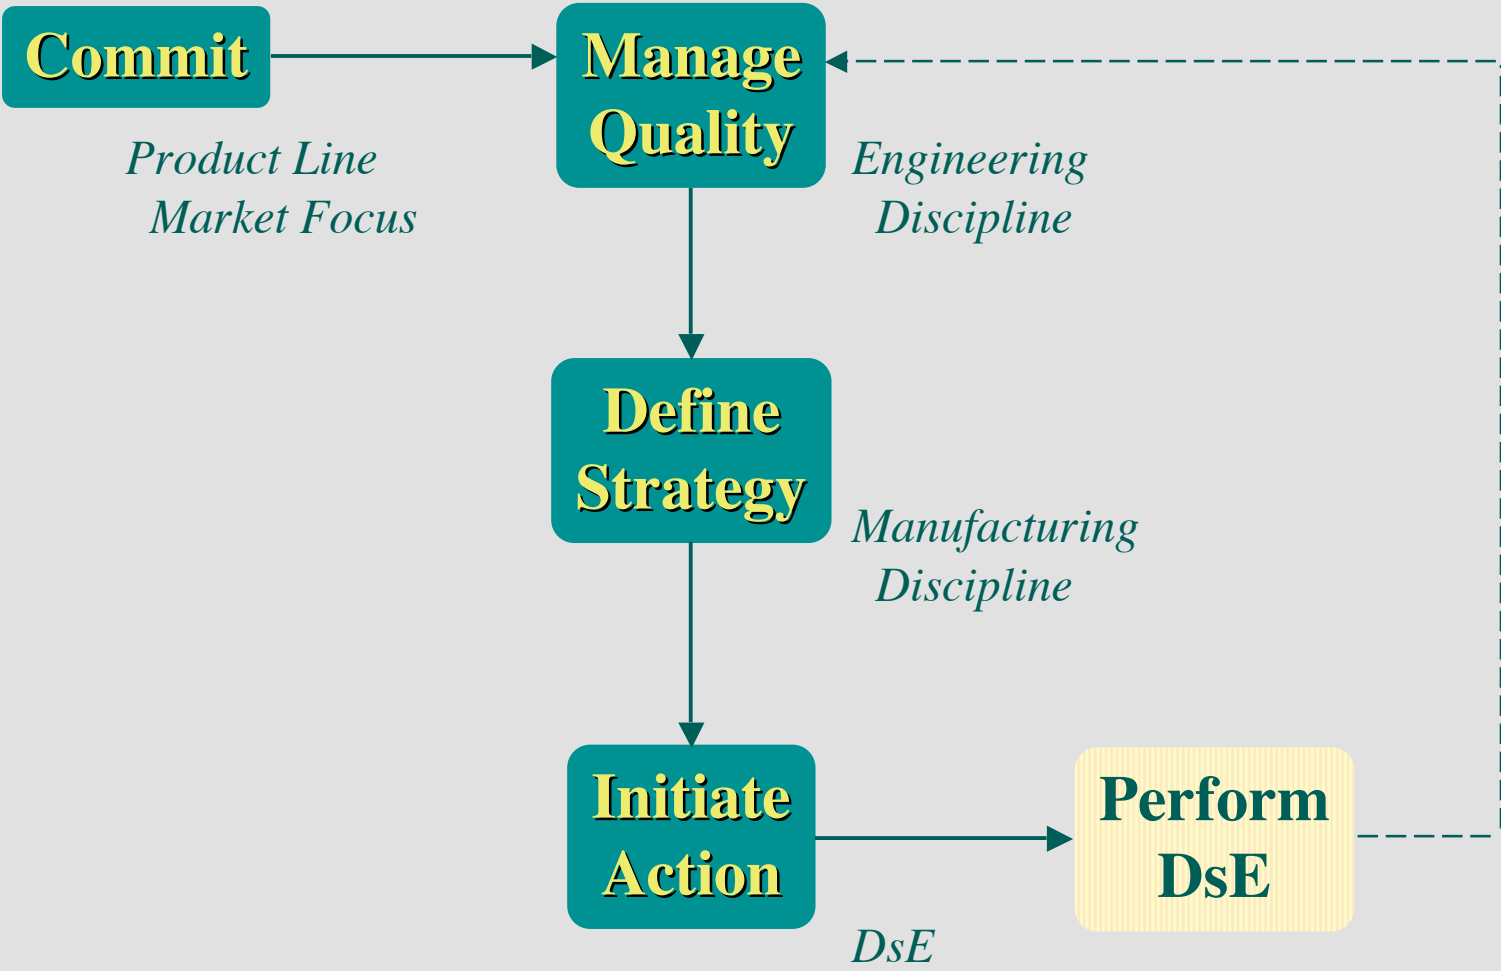 Commit
Product Line
Market Focus
Manage
Quality
Engineering
Discipline
Define
Strategy
Manufacturing
Discipline
Initiate
Action
DsE
Perform
DsE